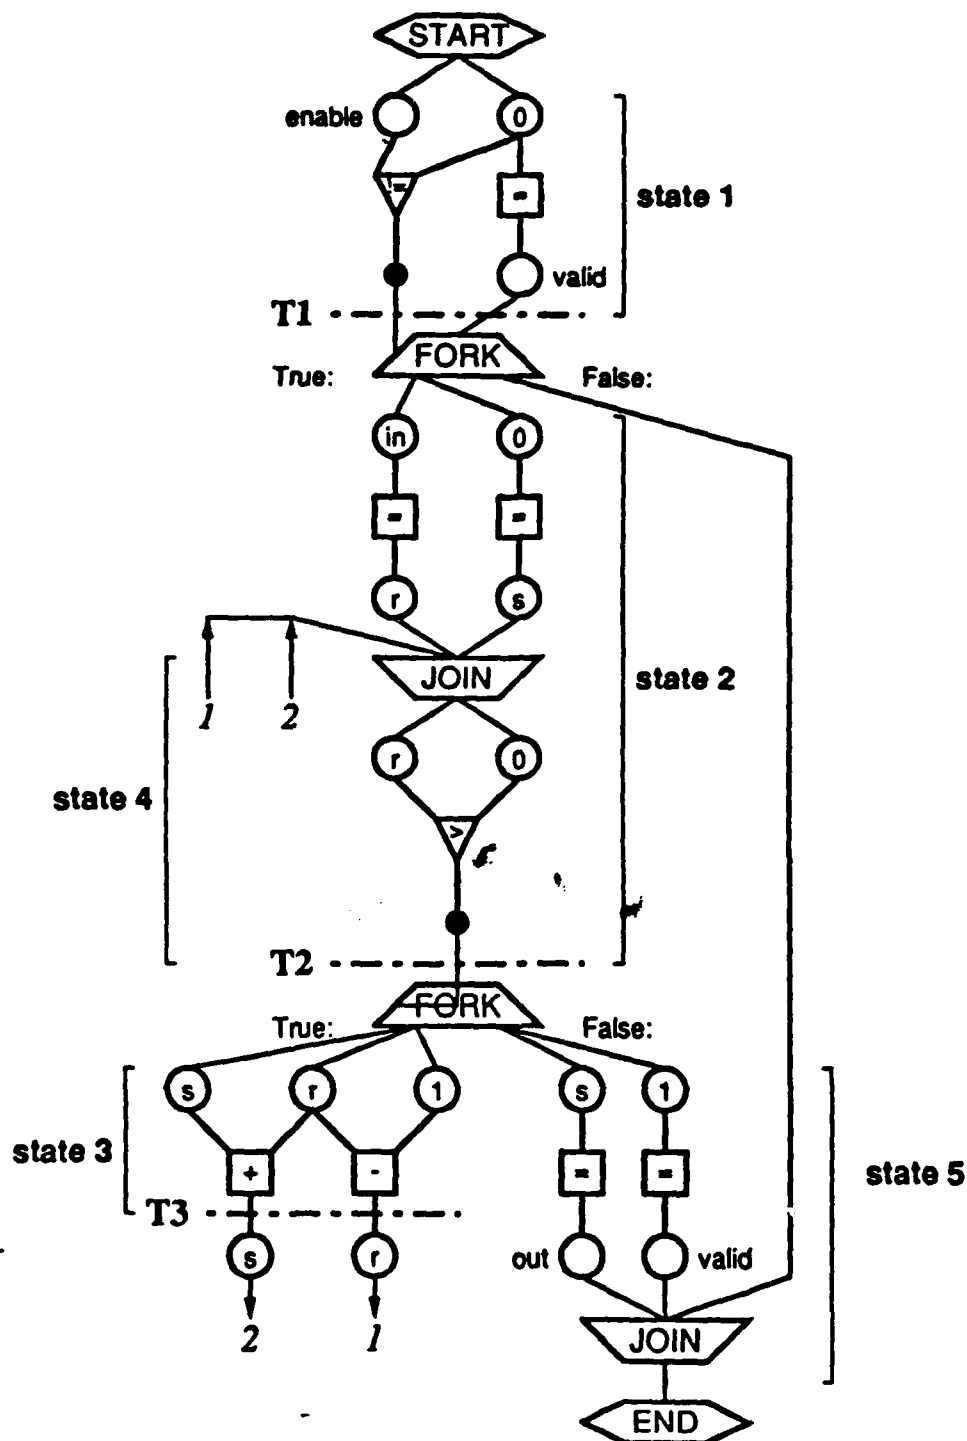 START
enable 0
!= = state 1
valid
T1
FORK
True: False:
in 0
= =
r s
JOIN state 2
1 2
r 0
state 4
>
T2
FORK
True: False:
s r 1 s 1
state 3 + - = = state 5
T3
s r out valid
2 1 JOIN
END